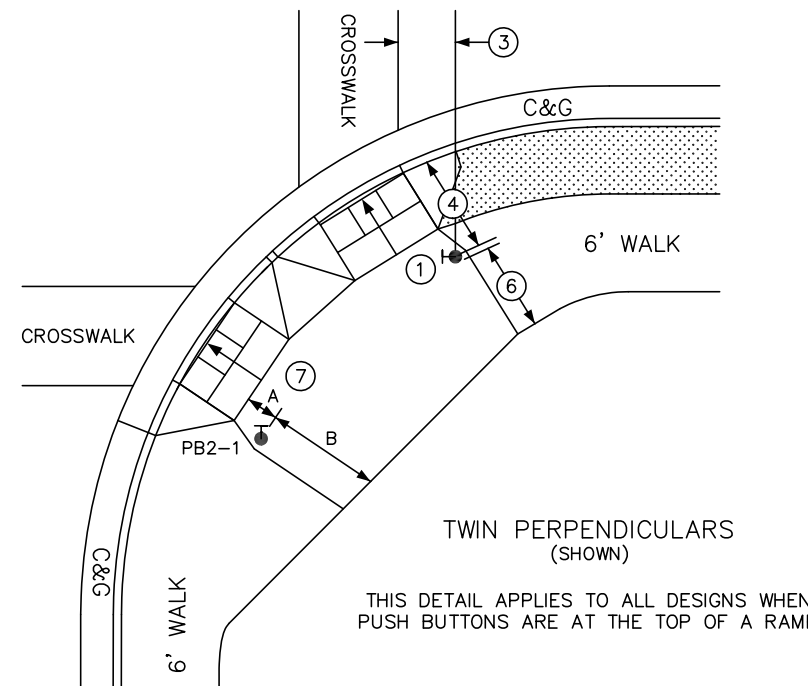 CROSSWALK
3
C&G
4
6' WALK
1
6
CROSSWALK
7
A
B
PB2-1
TWIN PERPENDICULARS
(SHOWN)
C&G
6' WALK
THIS DETAIL APPLIES TO ALL DESIGNS WHEN
PUSH BUTTONS ARE AT THE TOP OF A